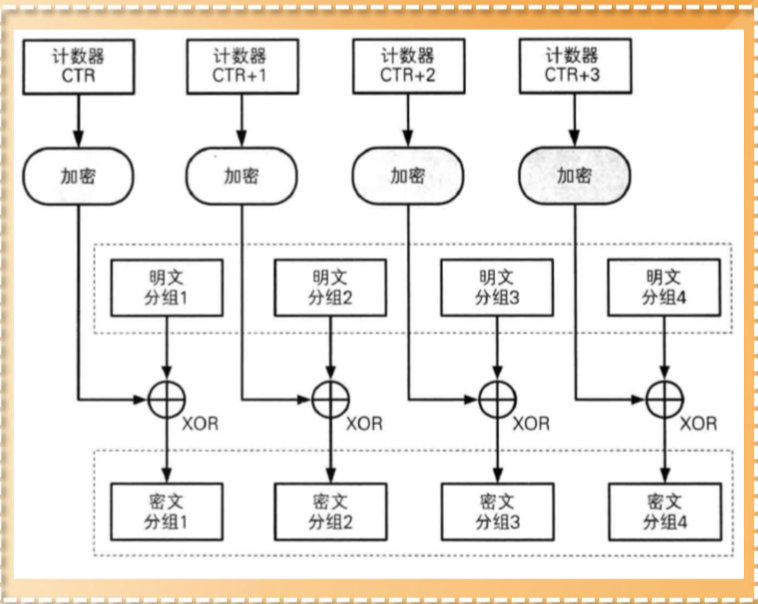 计数器
CTR
计数器
CTR+1
计数器
CTR+2
计数器
CTR+3
加密
加密
加密
加密
明文
分组1
明文
分组2
明文
分组3
明文
分组4
XOR
XOR
XOR
XOR
密文
分组1
密文
分组2
密文
分组3
密文
分组4